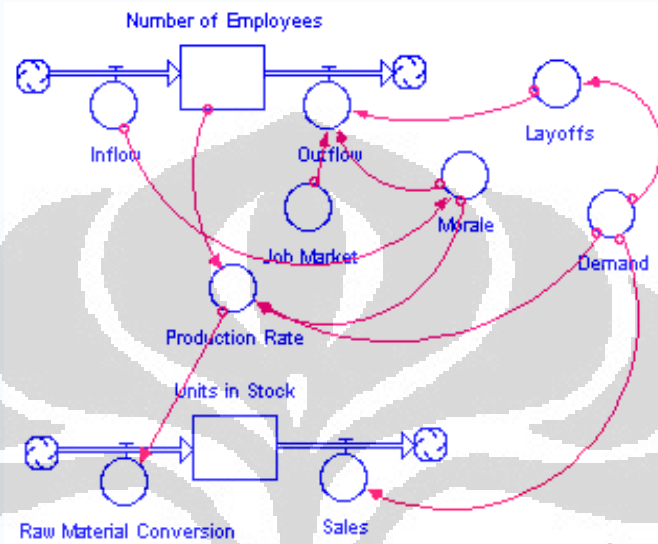 Number of Employees
Layoffs
Inflow
Outflow
Morale
Job Market
Demand
Production Rate
Units in Stock
Raw Material Conversion
Sales